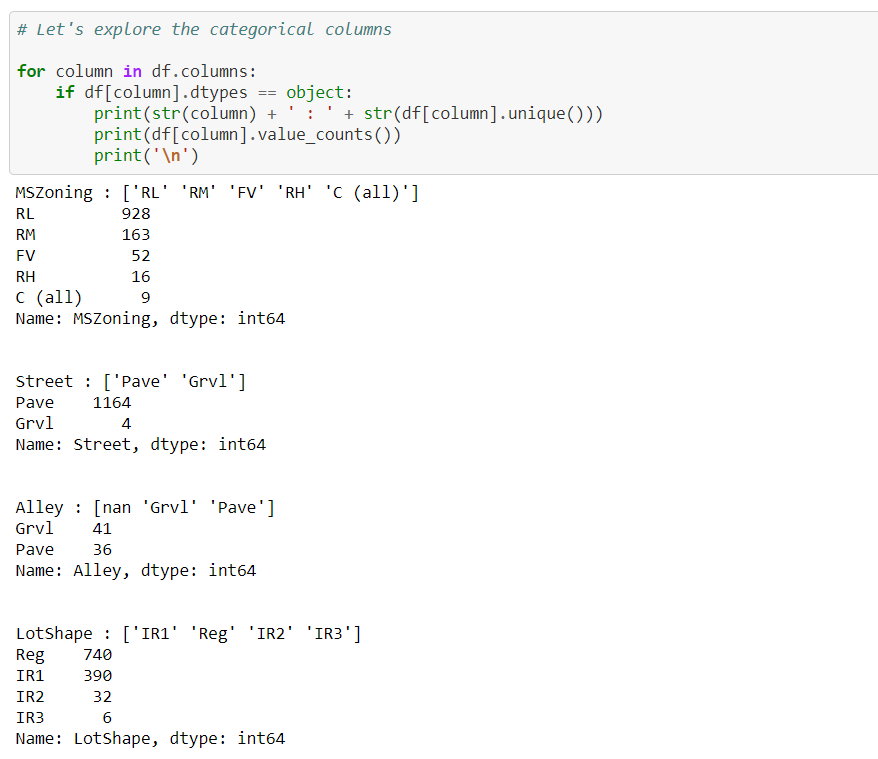 # Let's explore the categorical columns
for column in df.columns:
    if df[column].dtypes == object:
        print(str(column) + ' : ' + str(df[column].unique()))
        print(df[column].value_counts())
        print('\n')
MSZoning : ['RL' 'RM' 'FV' 'RH' 'C (all)']
RL         928
RM         163
FV          52
RH          16
C (all)      9
Name: MSZoning, dtype: int64
Street : ['Pave' 'Grvl']
Pave    1164
Grvl       4
Name: Street, dtype: int64
Alley : [nan 'Grvl' 'Pave']
Grvl    41
Pave    36
Name: Alley, dtype: int64
LotShape : ['IR1' 'Reg' 'IR2' 'IR3']
Reg    740
IR1    390
IR2     32
IR3      6
Name: LotShape, dtype: int64